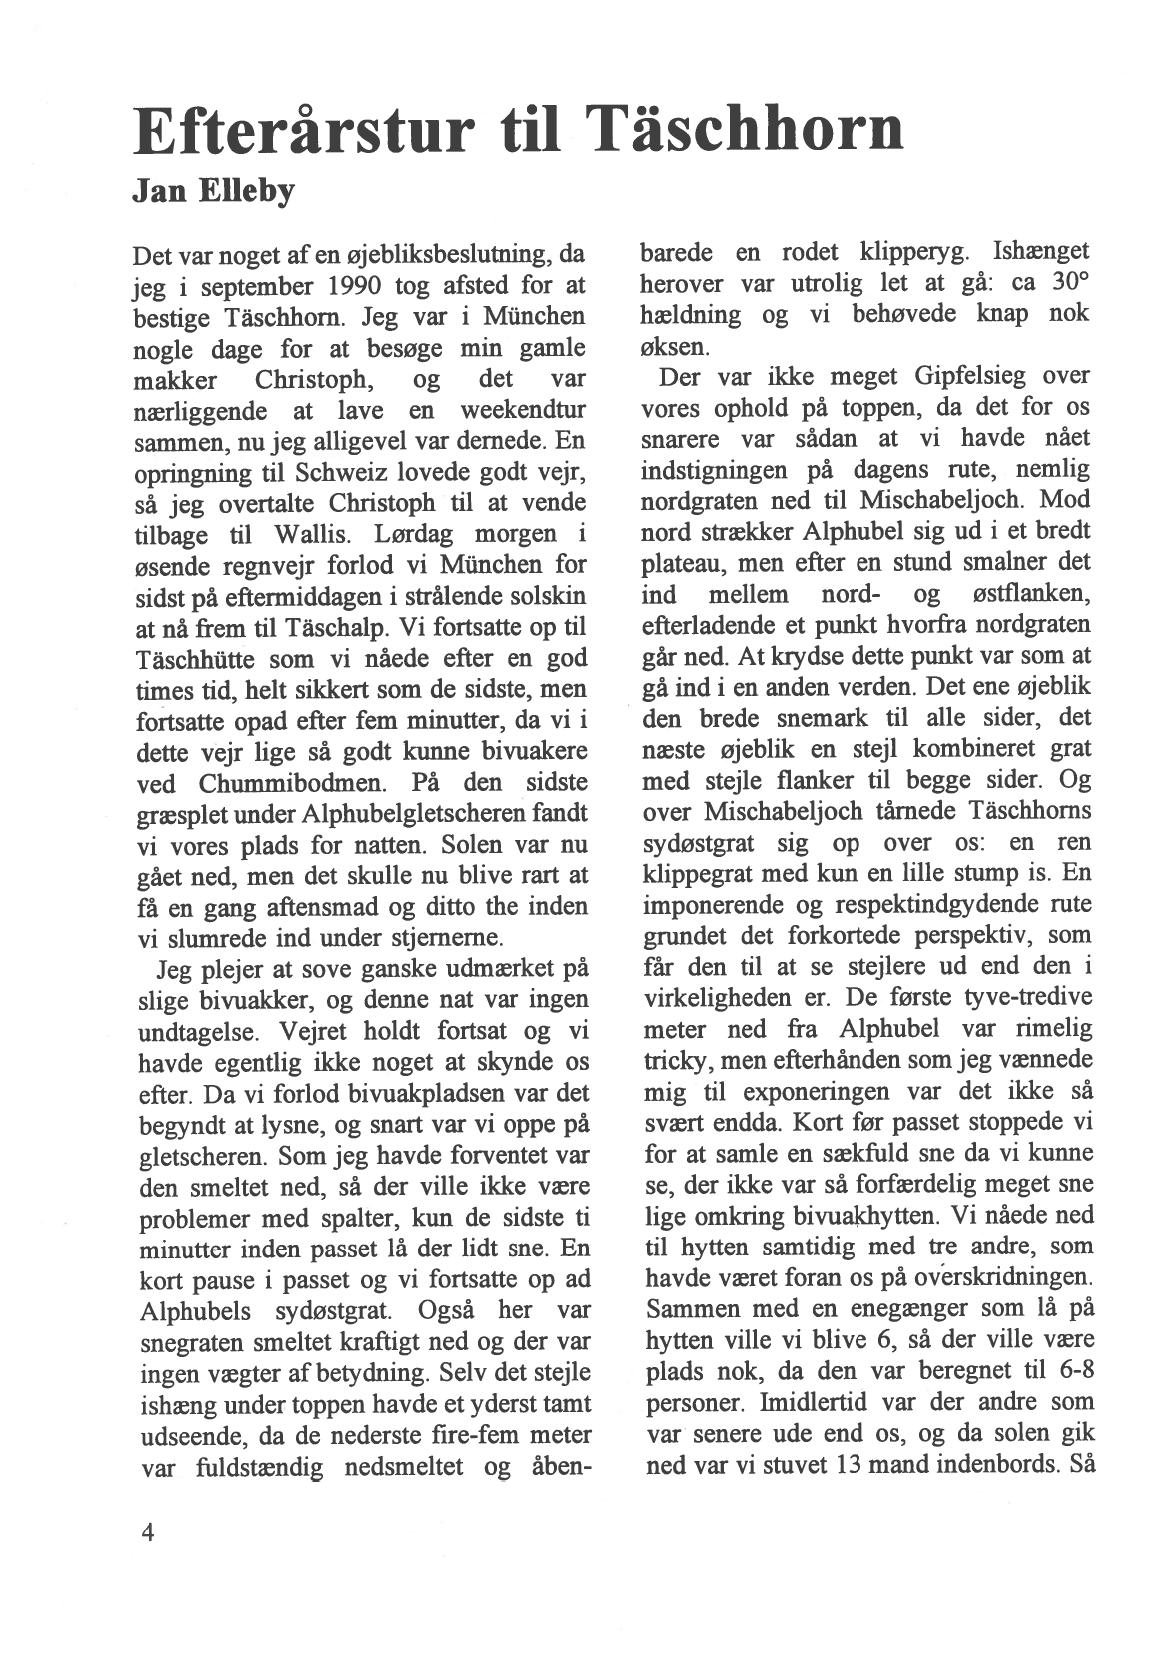 Efterårstur til Täschhorn
Jan Elleby
Det var noget af en øjebliksbeslutning, da
jeg i september 1990 tog afsted for at
bestige Täschhorn. Jeg var i München
nogle dage for at besøge min gamle
makker Christoph, og det var
nærliggende at lave en weekendtur
sammen, nu jeg alligevel var dernede. En
opringning til Schweiz lovede godt vejr,
så jeg overtalte Christoph til at vende
tilbage til Wallis. Lørdag morgen i
øsende regnvejr forlod vi München for
sidst på eftermiddagen i strålende solskin
at nå frem til Täschalp. Vi fortsatte op til
Täschhütte som vi nåede efter en god
times tid, helt sikkert som de sidste, men
fortsatte opad efter fem minutter, da vi i
dette vejr lige så godt kunne bivuakere
ved Chummibodmen. På den sidste
græsplet under Alphubelgletscheren fandt
vi vores plads for natten. Solen var nu
gået ned, men det skulle nu blive rart at
få en gang aftensmad og ditto the inden
vi slumrede ind under stjernerne.
Jeg plejer at sove ganske udmærket på
slige bivuakker, og denne nat var ingen
undtagelse. Vejret holdt fortsat og vi
havde egentlig ikke noget at skynde os
efter. Da vi forlod bivuakpladsen var det
begyndt at lysne, og snart var vi oppe på
gletscheren. Som jeg havde forventet var
den smeltet ned, så der ville ikke være
problemer med spalter, kun de sidste ti
minutter inden passet lå der lidt sne. En
kort pause i passet og vi fortsatte op ad
Alphubels sydøstgrat. Også her var
snegraten smeltet kraftigt ned og der var
ingen vægter af betydning. Selv det stejle
ishæng under toppen havde et yderst tamt
udseende, da de nederste fire-fem meter
var fuldstændig nedsmeltet og åben-
barede en rodet klipperyg. Ishænget
herover var utrolig let at gå: ca 30°
hældning og vi behøvede knap nok
øksen.
Der var ikke meget Gipfelsieg over
vores ophold på toppen, da det for os
snarere var sådan at vi havde nået
indstigningen på dagens rute, nemlig
nordgraten ned til Mischabeljoch. Mod
nord strækker Alphubel sig ud i et bredt
plateau, men efter en stund smalner det
ind mellem nord- og østflanken,
efterladende et punkt hvorfra nordgraten
går ned. At krydse dette punkt var som at
gå ind i en anden verden. Det ene øjeblik
den brede snemark til alle sider, det
næste øjeblik en stejl kombineret grat
med stejle flanker til begge sider. Og
over Mischabeljoch tårnede Täschhorns
sydøstgrat sig op over os: en ren
klippegrat med kun en lille stump is. En
imponerende og respektindgydende rute
grundet det forkortede perspektiv, som
får den til at se stejlere ud end den i
virkeligheden er. De første tyve-tredive
meter ned fra Alphubel var rimelig
tricky, men efterhånden som jeg vænnede
mig til exponeringen var det ikke så
svært endda. Kort før passet stoppede vi
for at samle en sækfuld sne da vi kunne
se, der ikke var så forfærdelig meget sne
lige omkring bivuakhytten. Vi nåede ned
til hytten samtidig med tre andre, som
havde været foran os på overskridningen.
Sammen med en enegænger som lå på
hytten ville vi blive 6, så der ville være
plads nok, da den var beregnet til 6-8
personer. Imidlertid var der andre som
var senere ude end os, og da solen gik
ned var vi stuvet 13 mand indenbords. Så
4